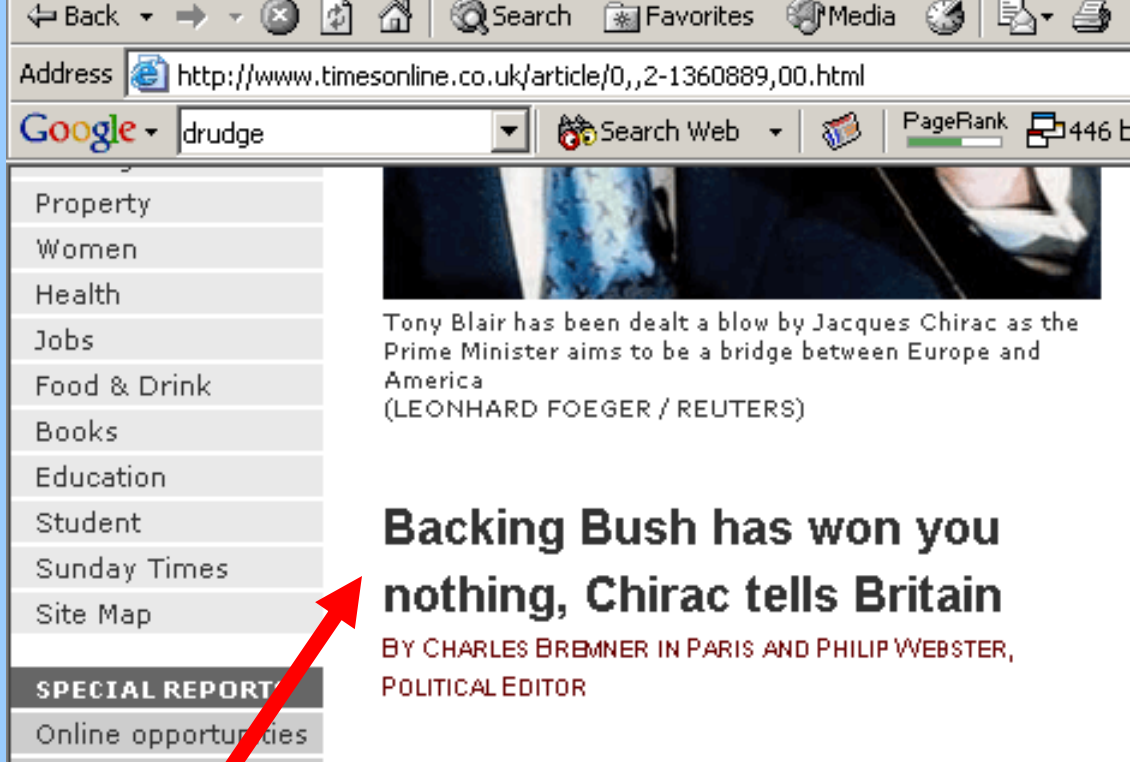 Back Search Favorites Media
Address http://www.timesonline.co.uk/article/0,,2-1360889,00.html
Google drudge Search Web PageRank 446 b
Property
Women
Health
Jobs
Food & Drink
Books
Education
Student
Sunday Times
Site Map
SPECIAL REPORTS
Online opportunities
Tony Blair has been dealt a blow by Jacques Chirac as the
Prime Minister aims to be a bridge between Europe and
America
(LEONHARD FOEGER / REUTERS)
Backing Bush has won you
nothing, Chirac tells Britain
BY CHARLES BREMNER IN PARIS AND PHILIP WEBSTER,
POLITICAL EDITOR